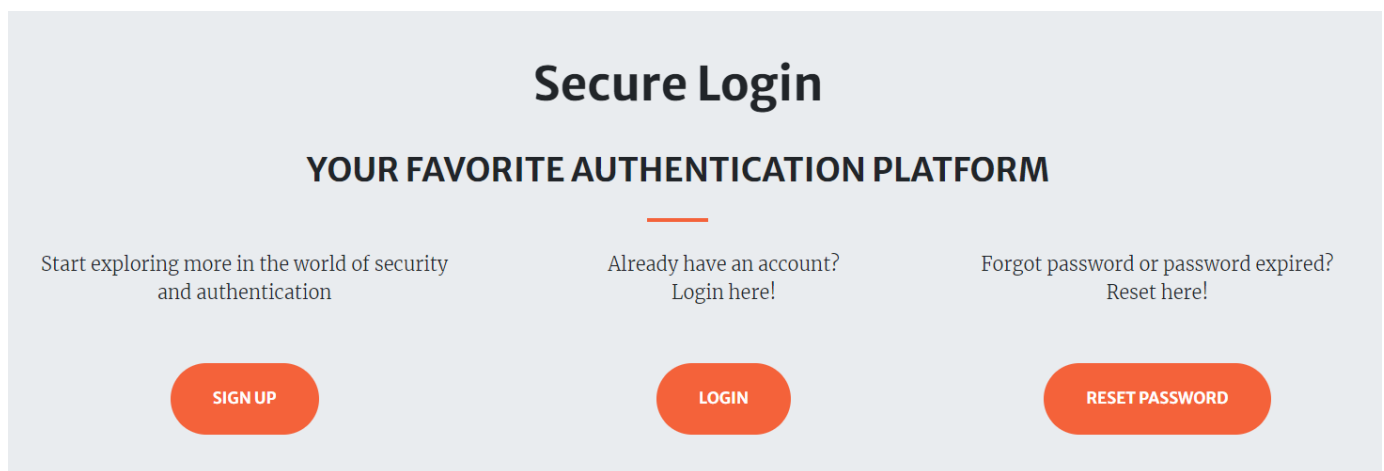 Secure Login
YOUR FAVORITE AUTHENTICATION PLATFORM
Start exploring more in the world of security
and authentication
SIGN UP
Already have an account?
Login here!
LOGIN
Forgot password or password expired?
Reset here!
RESET PASSWORD